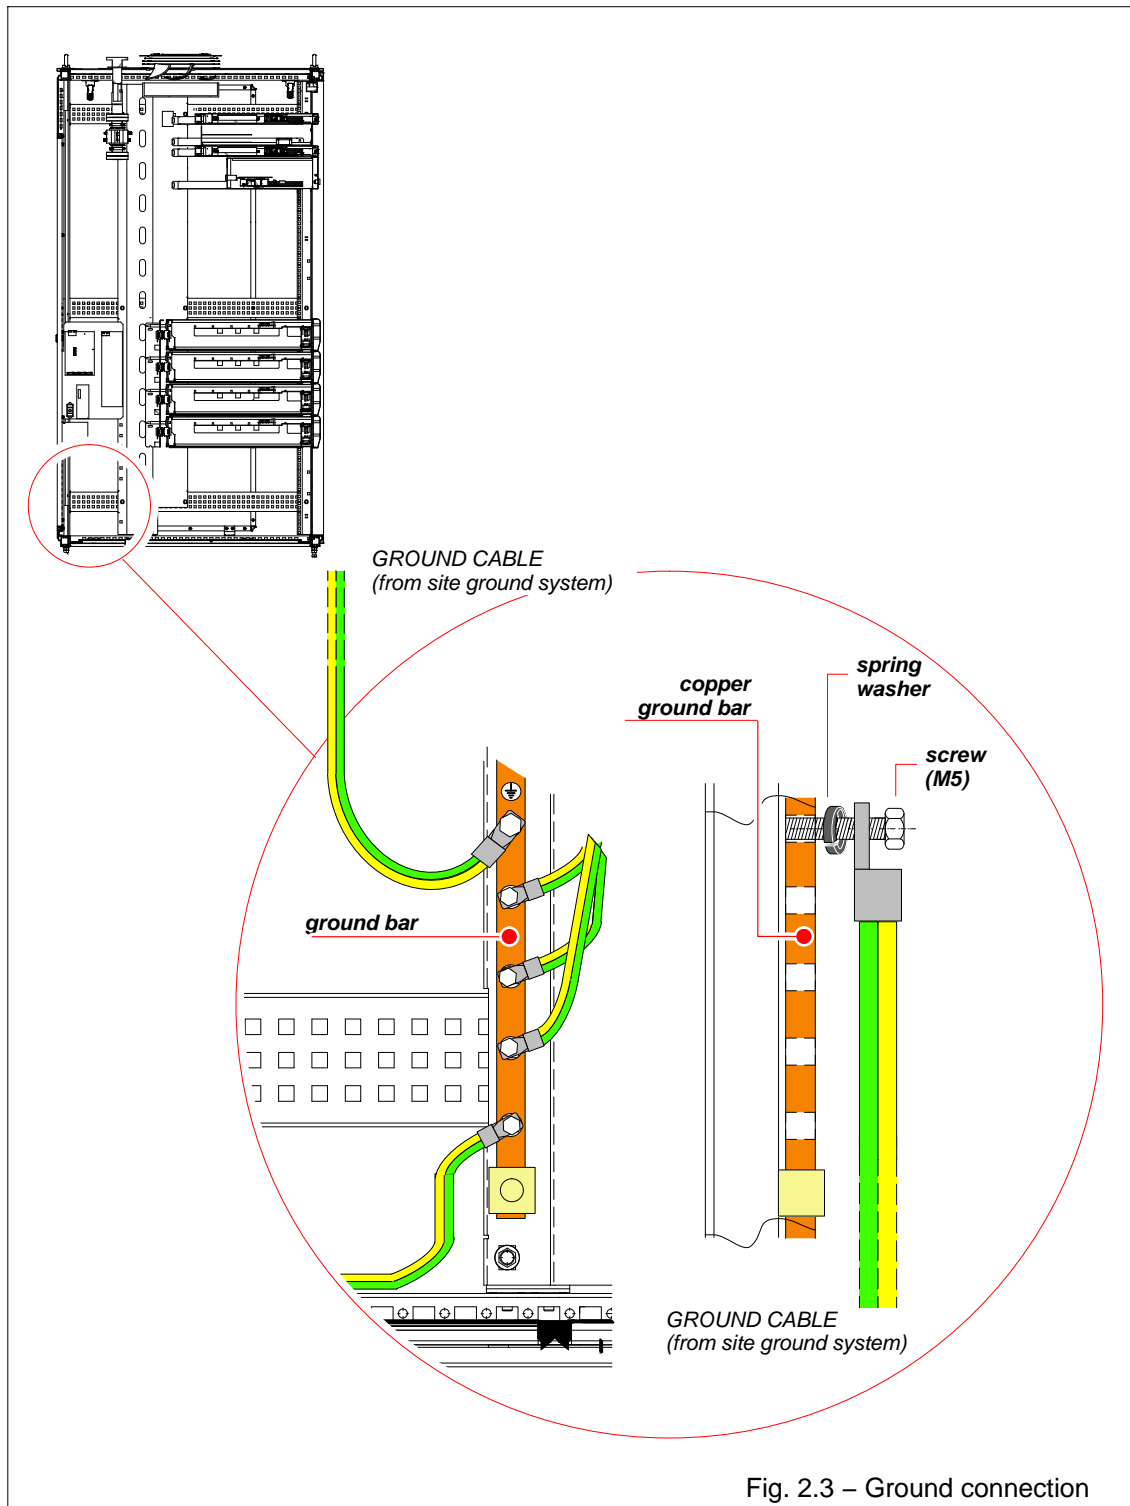 GROUND CABLE
(from site ground system)
spring
washer
copper
ground bar
screw
(M5)
ground bar
GROUND CABLE
(from site ground system)
Fig. 2.3 – Ground connection